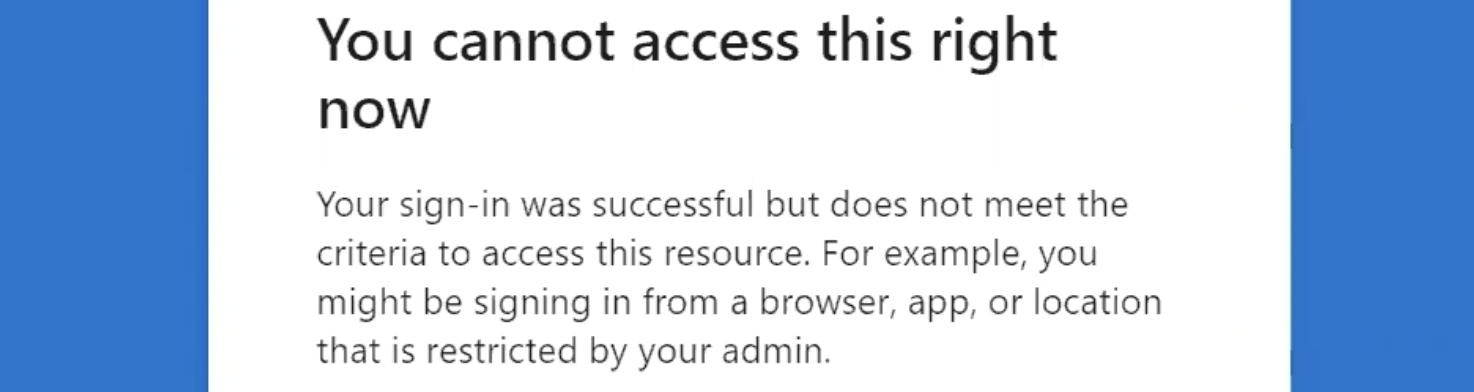 You cannot access this right
now
Your sign-in was successful but does not meet the
criteria to access this resource. For example, you
might be signing in from a browser, app, or location
that is restricted by your admin.